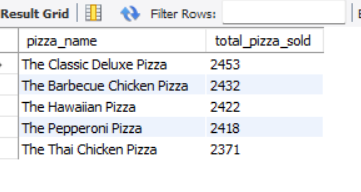 Result Grid Filter Rows:
pizza_name total_pizza_sold
The Classic Deluxe Pizza 2453
The Barbecue Chicken Pizza 2432
The Hawaiian Pizza 2422
The Pepperoni Pizza 2418
The Thai Chicken Pizza 2371